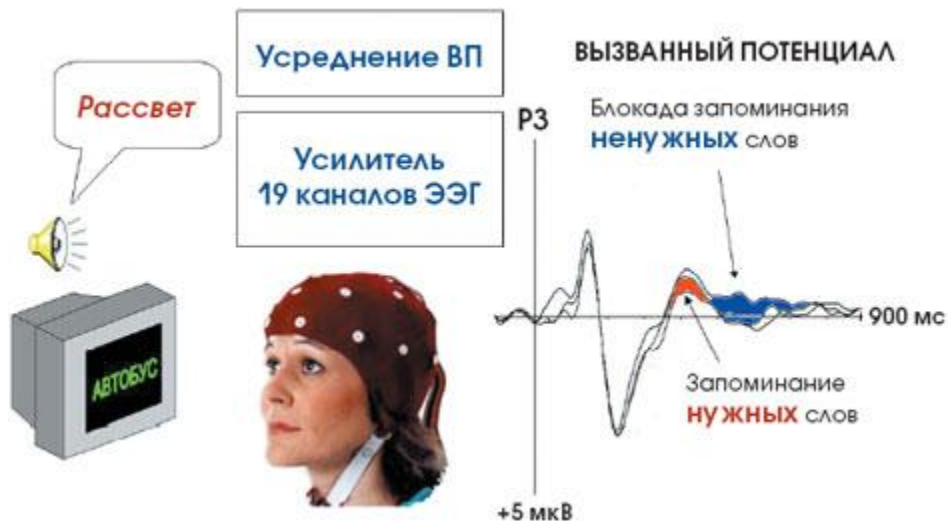 Рассвет
АВТОБУС
Усреднение ВП
Усилитель
19 каналов ЭЭГ
ВЫЗВАННЫЙ ПОТЕНЦИАЛ
P3
Блокада запоминания
ненужных слов
900 мс
Запоминание
нужных слов
+5 мкВ